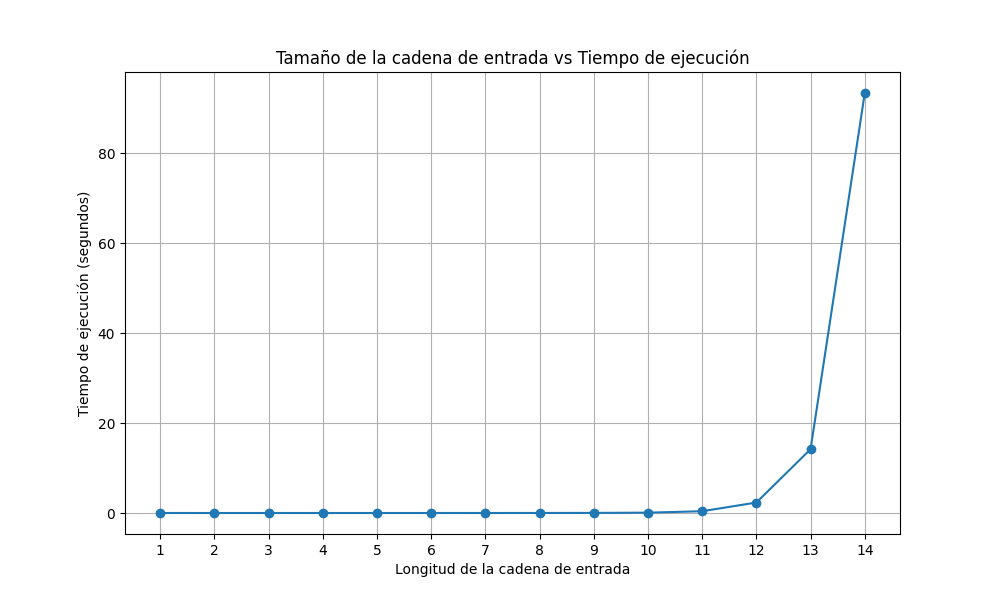 Tamaño de la cadena de entrada vs Tiempo de ejecución
Tiempo de ejecución (segundos)
80
60
40
20
0
1 2 3 4 5 6 7 8 9 10 11 12 13 14
Longitud de la cadena de entrada